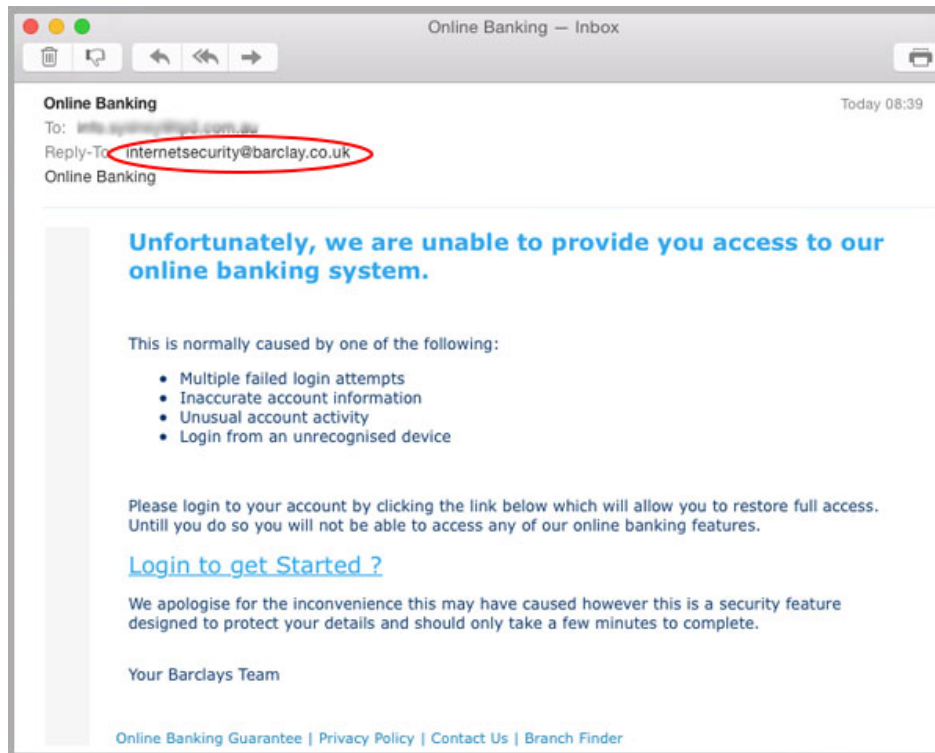 Online Banking — Inbox
Online Banking
Today 08:39
To:
Reply-To: internetsecurity@barclay.co.uk
Online Banking
Unfortunately, we are unable to provide you access to our
online banking system.
This is normally caused by one of the following:
• Multiple failed login attempts
• Inaccurate account information
• Unusual account activity
• Login from an unrecognised device
Please login to your account by clicking the link below which will allow you to restore full access.
Untill you do so you will not be able to access any of our online banking features.
Login to get Started ?
We apologise for the inconvenience this may have caused however this is a security feature
designed to protect your details and should only take a few minutes to complete.
Your Barclays Team
Online Banking Guarantee | Privacy Policy | Contact Us | Branch Finder